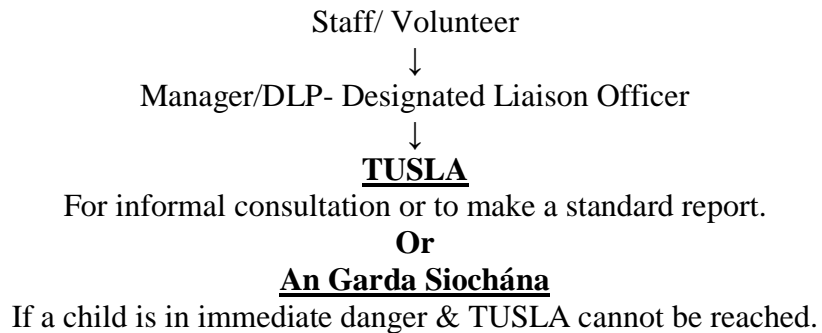 Staff/ Volunteer
↓
Manager/DLP- Designated Liaison Officer
↓
TUSLA
For informal consultation or to make a standard report.
Or
An Garda Siochána
If a child is in immediate danger & TUSLA cannot be reached.